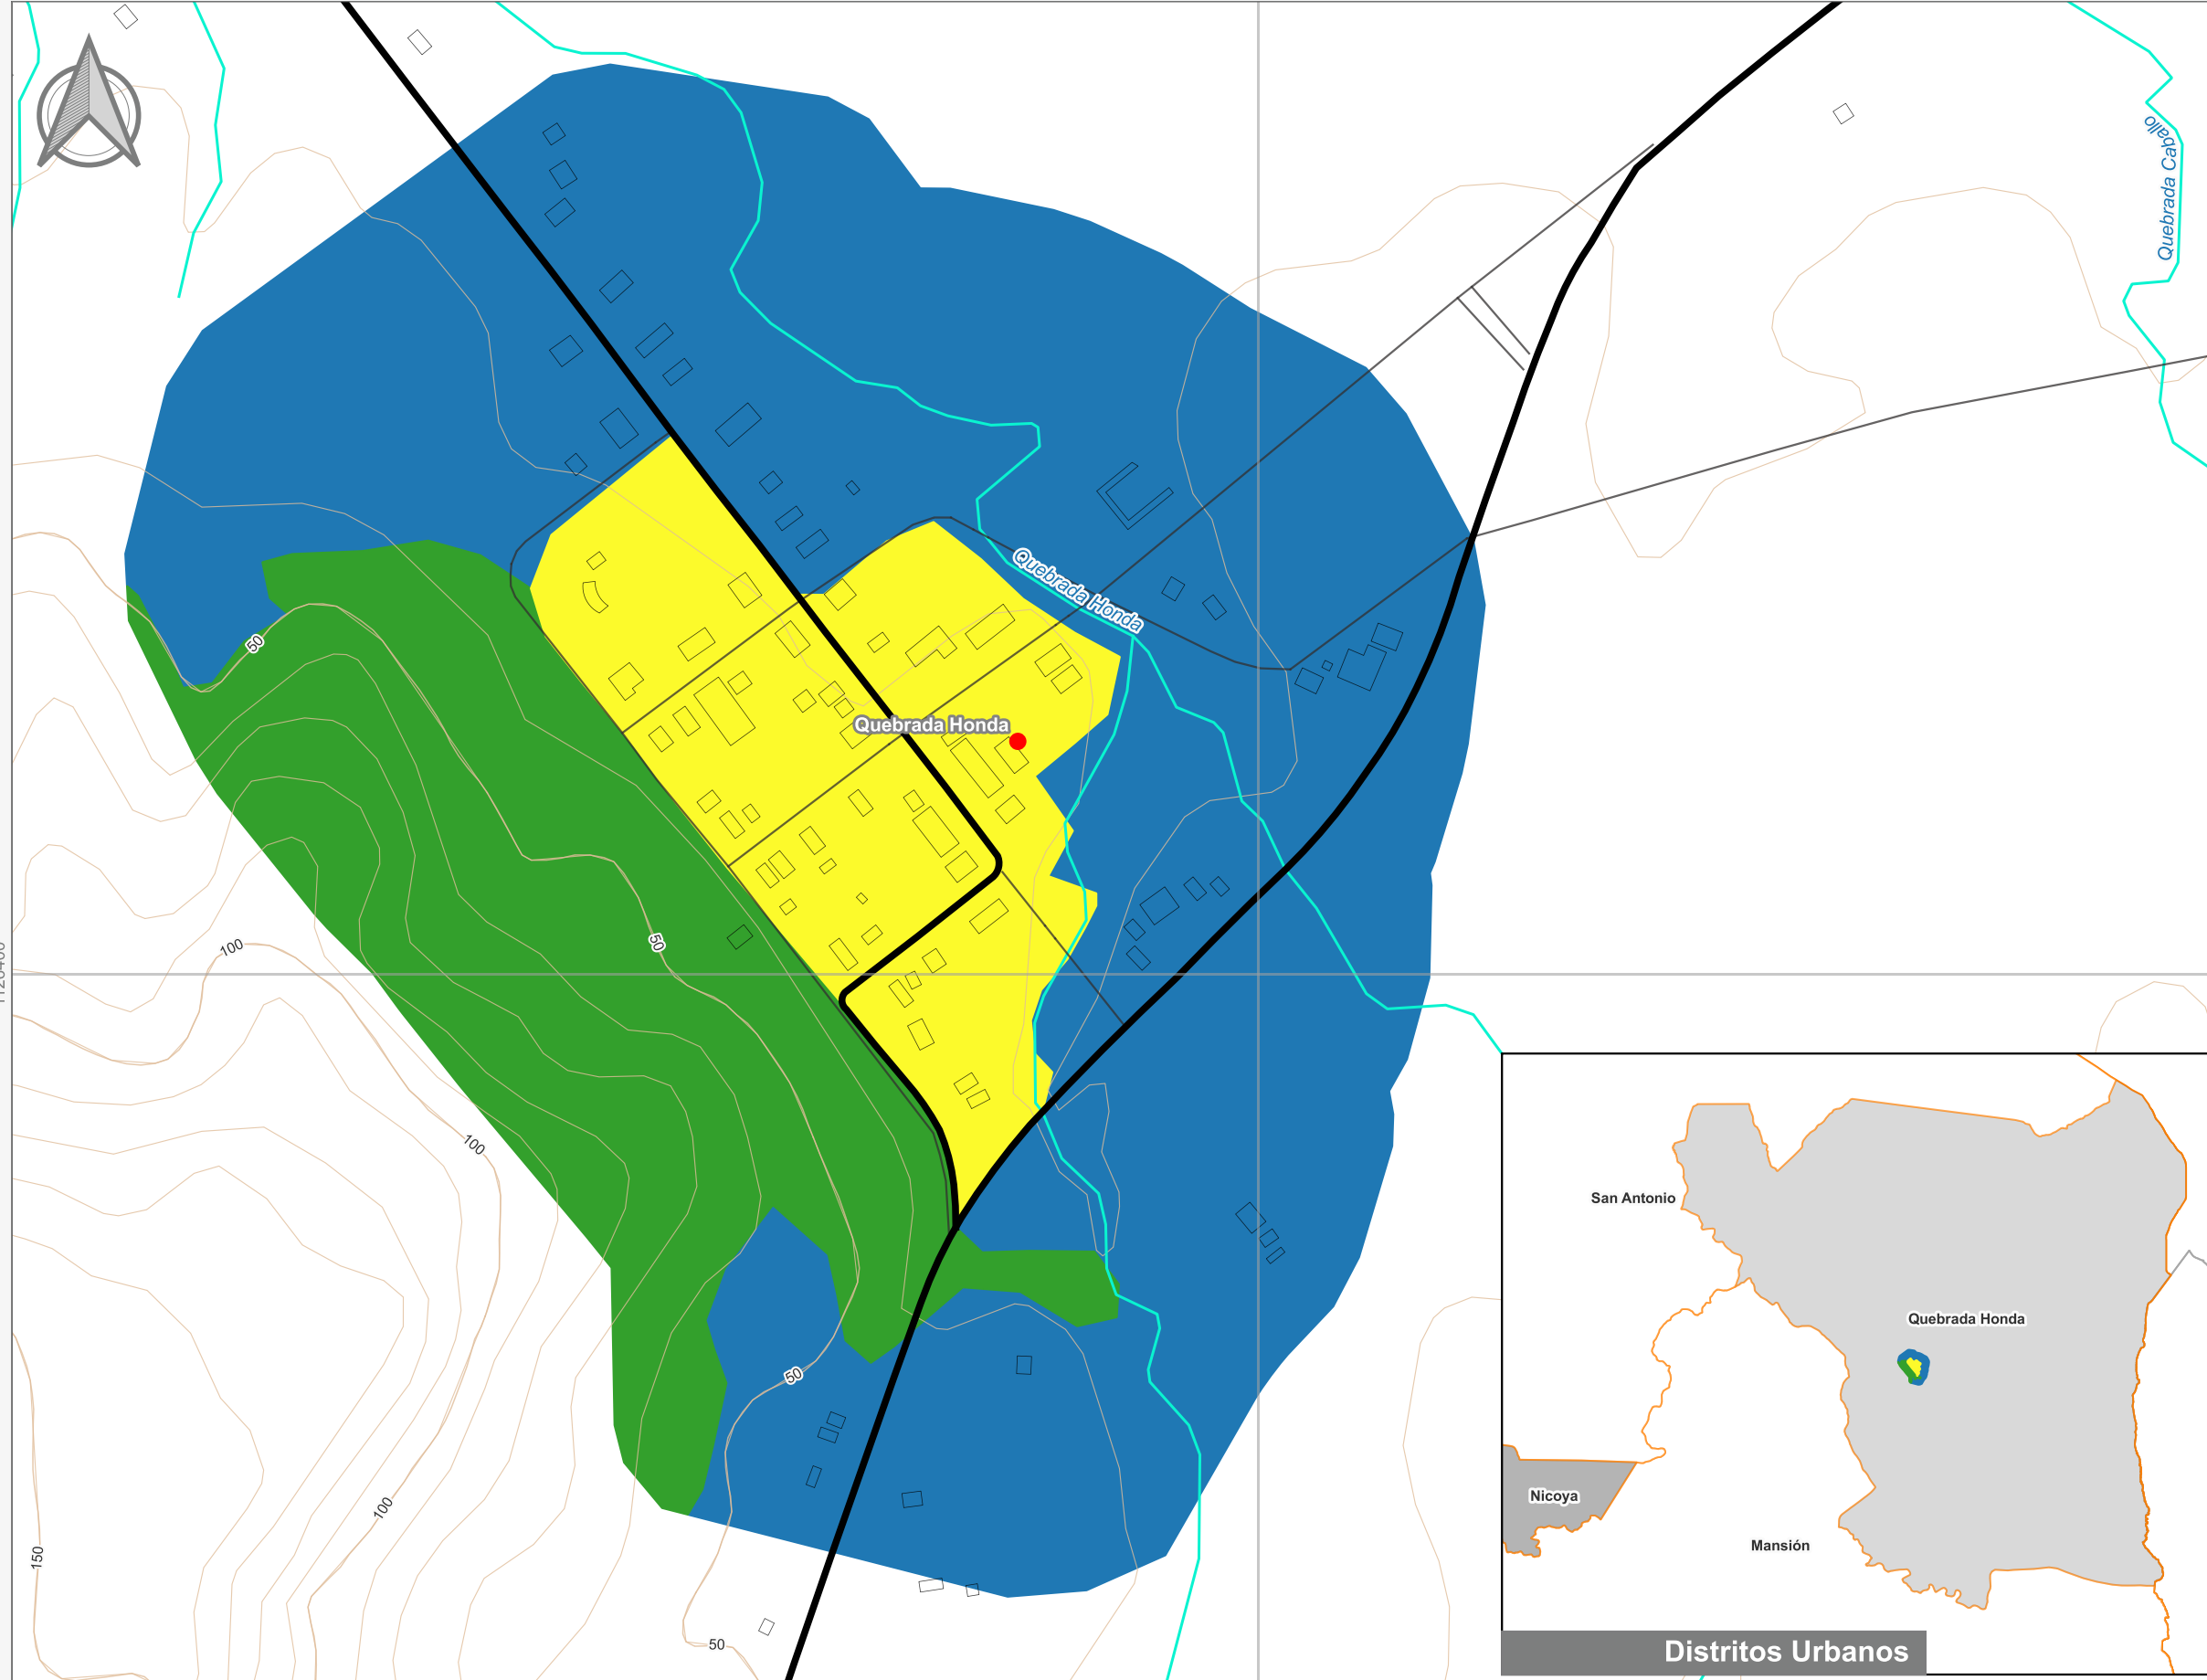 Quebrada Caballo
50
Quebrada Honda
Quebrada Honda
50
100
100
50
100
150
50
San Antonio
Quebrada Honda
Nicoya
Mansión
Distritos Urbanos